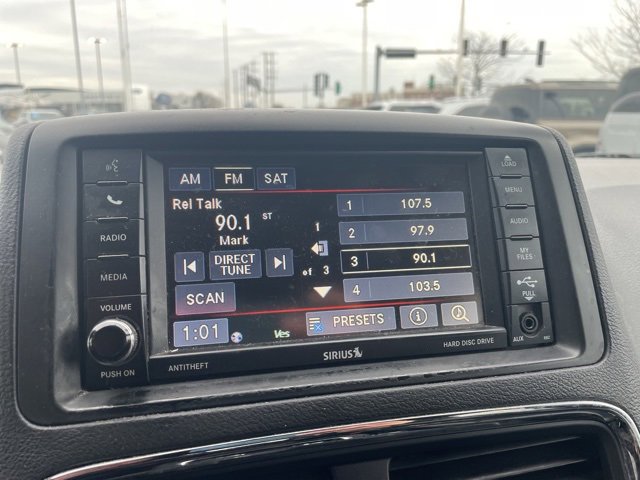 AM FM SAT
Rel Talk
90.1 ST
Mark
DIRECT
TUNE
SCAN
1:01
Yes
1
of 3
1 107.5
2 97.9
3 90.1
4 103.5
PRESETS
RADIO
MEDIA
VOLUME
PUSH ON
ANTITHEFT
SIRIUS
HARD DISC DRIVE
LOAD
MENU
AUDIO
MY
FILES
PULL
AUX